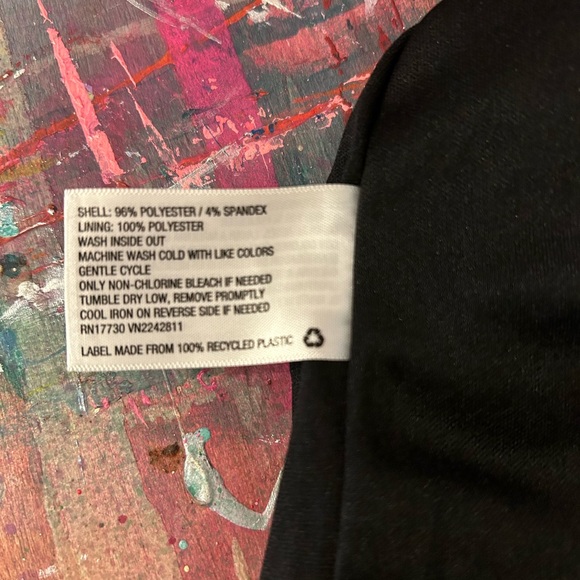 SHELL: 96% POLYESTER / 4% SPANDEX
LINING: 100% POLYESTER
WASH INSIDE OUT
MACHINE WASH COLD WITH LIKE COLORS
GENTLE CYCLE
ONLY NON-CHLORINE BLEACH IF NEEDED
TUMBLE DRY LOW, REMOVE PROMPTLY
COOL IRON ON REVERSE SIDE IF NEEDED
RN17730 VN2242811
LABEL MADE FROM 100% RECYCLED PLASTIC